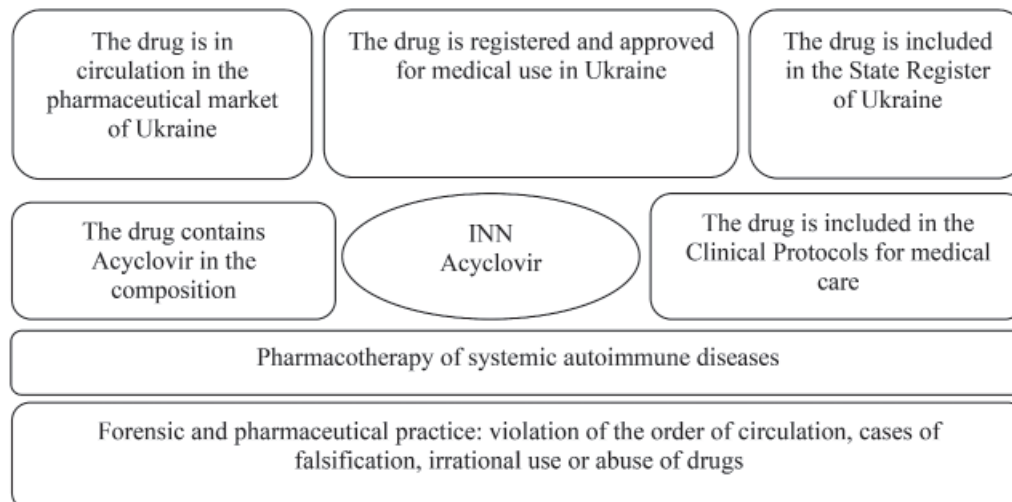 The drug is in
circulation in the
pharmaceutical market
of Ukraine
The drug is registered and approved
for medical use in Ukraine
The drug is included
in the State Register
of Ukraine
The drug contains
Acyclovir in the
composition
INN
Acyclovir
The drug is included in the
Clinical Protocols for medical
care
Pharmacotherapy of systemic autoimmune diseases
Forensic and pharmaceutical practice: violation of the order of circulation, cases of
falsification, irrational use or abuse of drugs